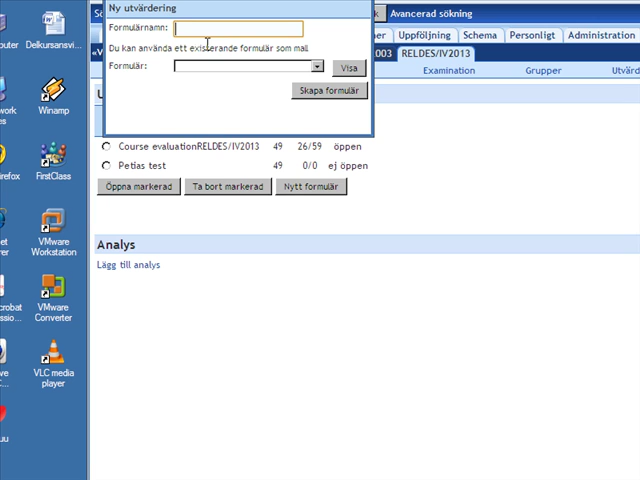 Ny utvärdering
Formulärnamn:
Du kan använda ett existerande formulär som mall
Formulär:
Visa
Skapa formulär
Avancerad sökning
Uppföljning
Schema
Personligt
Administration
003
RELDES/IV2013
Examination
Grupper
Utvärd
Course evaluationRELDES/IV2013 49 26/59 öppen
Petias test 49 0/0 ej öppen
Öppna markerad
Ta bort markerad
Nytt formulär
Analys
Lägg till analys
Delkursansvi...
Winamp
FirstClass
VMware
Workstation
VMware
Converter
VLC media
player